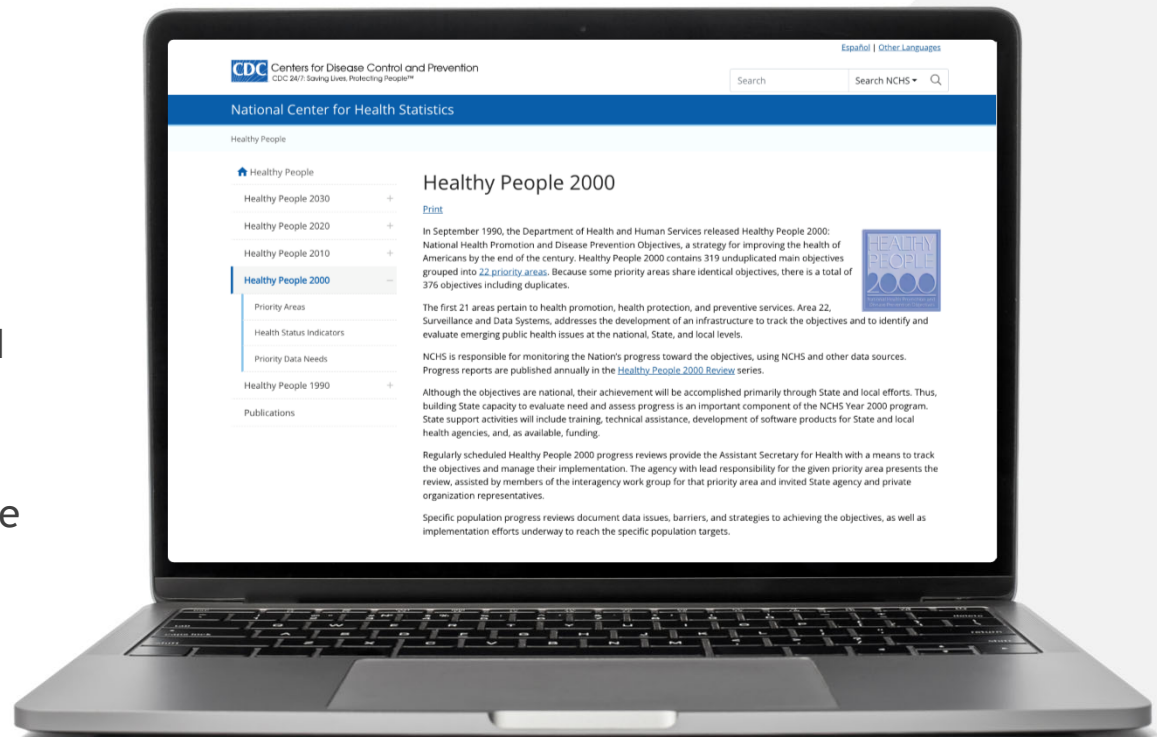 Español | Other Languages
CDC Centers for Disease Control and Prevention
CDC 24/7: Saving Lives, Protecting People™
Search
Search NCHS
National Center for Health Statistics
Healthy People
Healthy People
Healthy People 2030
Healthy People 2020
Healthy People 2010
Healthy People 2000
Priority Areas
Health Status Indicators
Priority Data Needs
Healthy People 1990
Publications
Healthy People 2000
Print
In September 1990, the Department of Health and Human Services released Healthy People 2000:
National Health Promotion and Disease Prevention Objectives, a strategy for improving the health of
Americans by the end of the century. Healthy People 2000 contains 319 unduplicated main objectives
grouped into 22 priority areas. Because some priority areas share identical objectives, there is a total of
376 objectives including duplicates.
HEALTHY
PEOPLE
2000
The first 21 areas pertain to health promotion, health protection, and preventive services. Area 22,
Surveillance and Data Systems, addresses the development of an infrastructure to track the objectives and to identify and
evaluate emerging public health issues at the national, State, and local levels.
NCHS is responsible for monitoring the Nation's progress toward the objectives, using NCHS and other data sources.
Progress reports are published annually in the Healthy People 2000 Review series.
Although the objectives are national, their achievement will be accomplished primarily through State and local efforts. Thus,
building State capacity to evaluate need and assess progress is an important component of the NCHS Year 2000 program.
State support activities will include training, technical assistance, development of software products for State and local
health agencies, and, as available, funding.
Regularly scheduled Healthy People 2000 progress reviews provide the Assistant Secretary for Health with a means to track
the objectives and manage their implementation. The agency with lead responsibility for the given priority area presents the
review, assisted by members of the interagency work group for that priority area and invited State agency and private
organization representatives.
Specific population progress reviews document data issues, barriers, and strategies to achieving the objectives, as well as
implementation efforts underway to reach the specific population targets.